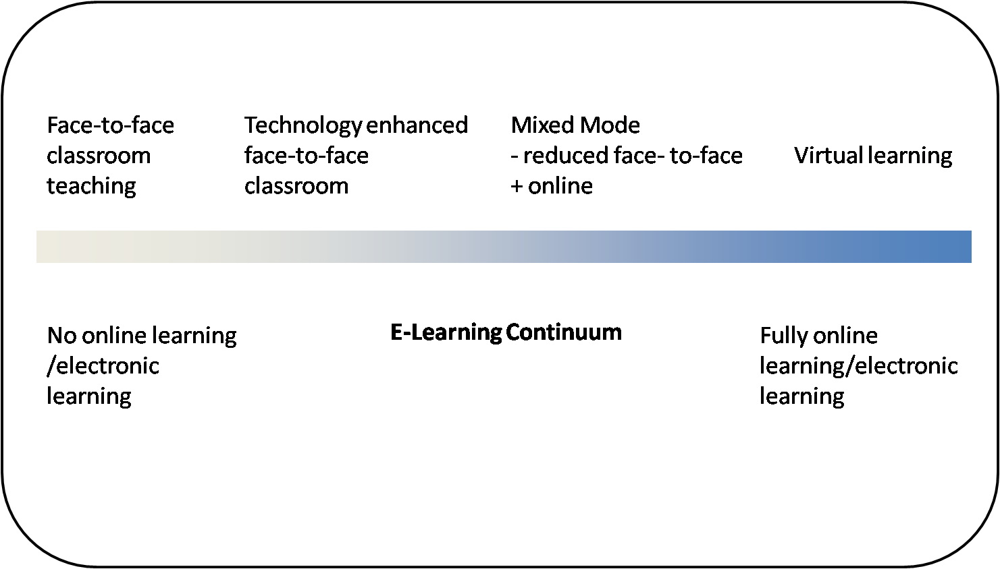 Face-to-face
classroom
teaching
Technology enhanced
face-to-face
classroom
Mixed Mode
- reduced face- to-face
+ online
Virtual learning
No online learning
/electronic
learning
E-Learning Continuum
Fully online
learning/electronic
learning